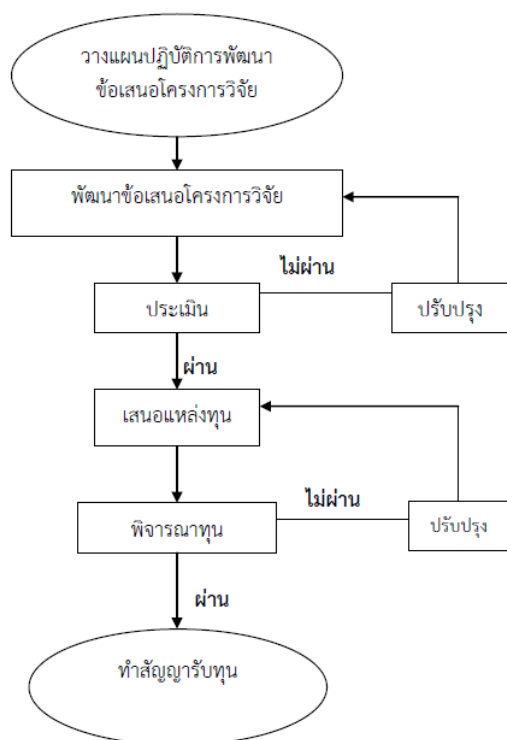 วางแผนปฏิบัติการพัฒนา
ข้อเสนอโครงการวิจัย
พัฒนาข้อเสนอโครงการวิจัย
ไม่ผ่าน
ประเมิน
ปรับปรุง
ผ่าน
เสนอแหล่งทุน
ไม่ผ่าน
พิจารณาทุน
ปรับปรุง
ผ่าน
ทำสัญญารับทุน